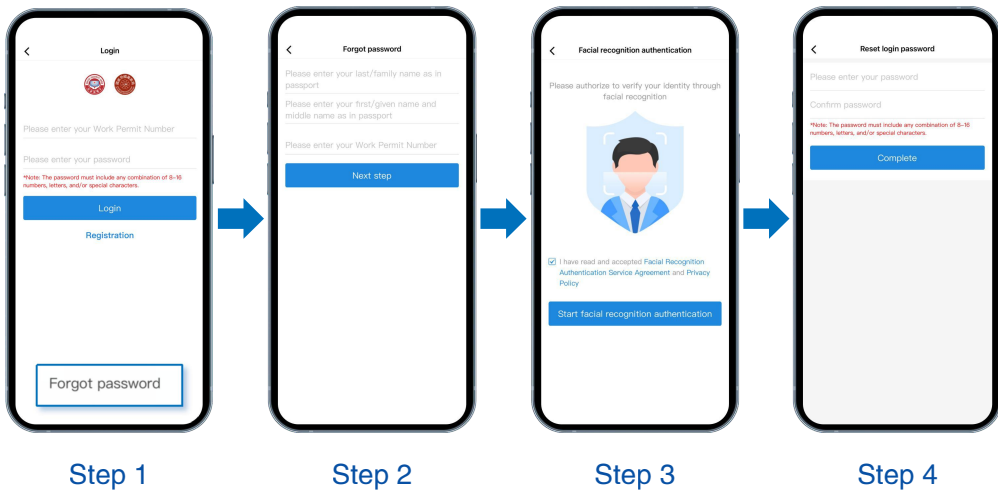 Login
Please enter your Work Permit Number
Please enter your password
*Note: The password must include any combination of 8–16
numbers, letters, and/or special characters.
Login
Registration
Forgot password
Step 1
Forgot password
Please enter your last/family name as in
passport
Please enter your first/given name and
middle name as in passport
Please enter your Work Permit Number
Next step
Step 2
Facial recognition authentication
Please authorize to verify your identity through
facial recognition
I have read and accepted Facial Recognition
Authentication Service Agreement and Privacy
Policy
Start facial recognition authentication
Step 3
Reset login password
Please enter your password
Confirm password
*Note: The password must include any combination of 8–16
numbers, letters, and/or special characters.
Complete
Step 4